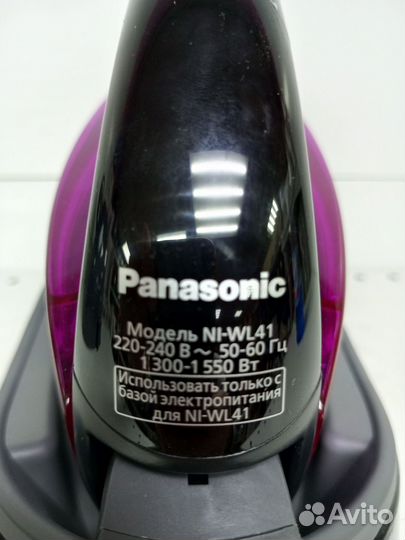 Panasonic
Модель NI-WL41
220-240 В ~ 50-60 Гц
1 300-1 550 Вт
Использовать только с
базой электропитания
для NI-WL41
Avito